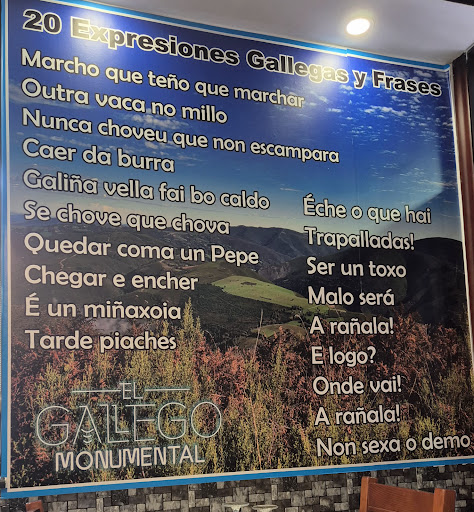 20 Expresiones Gallegas y Frases
Marcho que teño que marchar
Outra vaca no millo
Nunca choveu que non escampara
Caer da burra
Galiña vella fai bo caldo
Se chove que chova
Quedar coma un Pepe
Chegar e encher
É un miñaxoia
Tarde piaches
Éche o que hai
Trapalladas!
Ser un toxo
Malo será
A rañala!
E logo?
Onde vai!
A rañala!
Non sexa o demo
EL
GALLEGO
MONUMENTAL